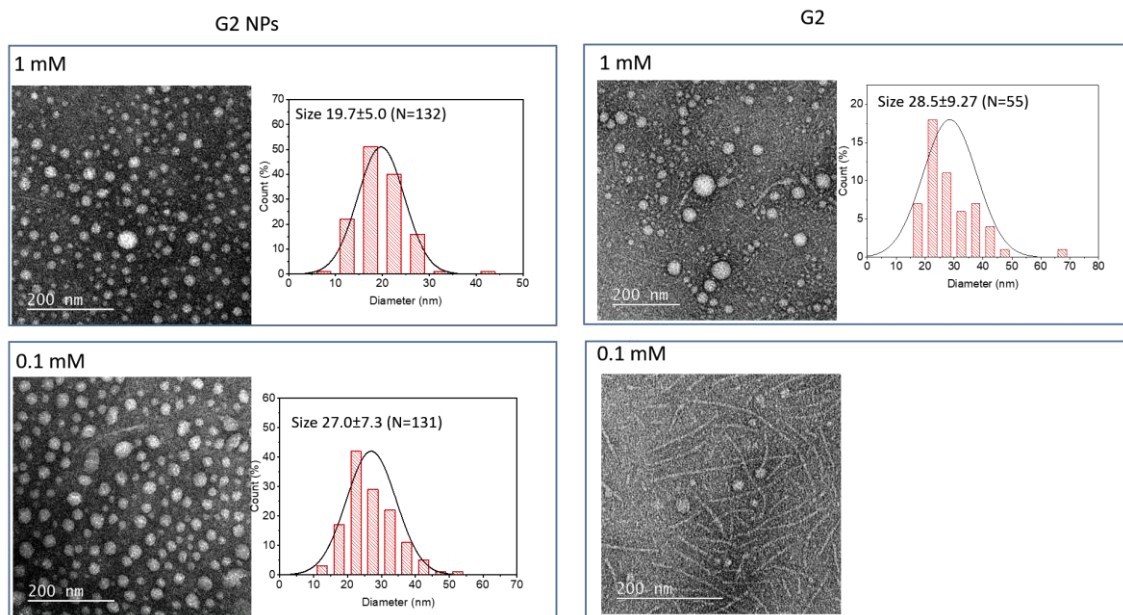 G2 NPs
G2
1 mM
Size 19.7±5.0 (N=132)
70
60
50
40
30
20
10
0
Count (%)
0 10 20 30 40 50
Diameter (nm)
200 nm
1 mM
Size 28.5±9.27 (N=55)
20
15
10
5
0
Count (%)
0 10 20 30 40 50 60 70 80
Diameter (nm)
200 nm
0.1 mM
Size 27.0±7.3 (N=131)
60
50
40
30
20
10
0
Count (%)
0 10 20 30 40 50 60 70
Diameter (nm)
200 nm
0.1 mM
200 nm